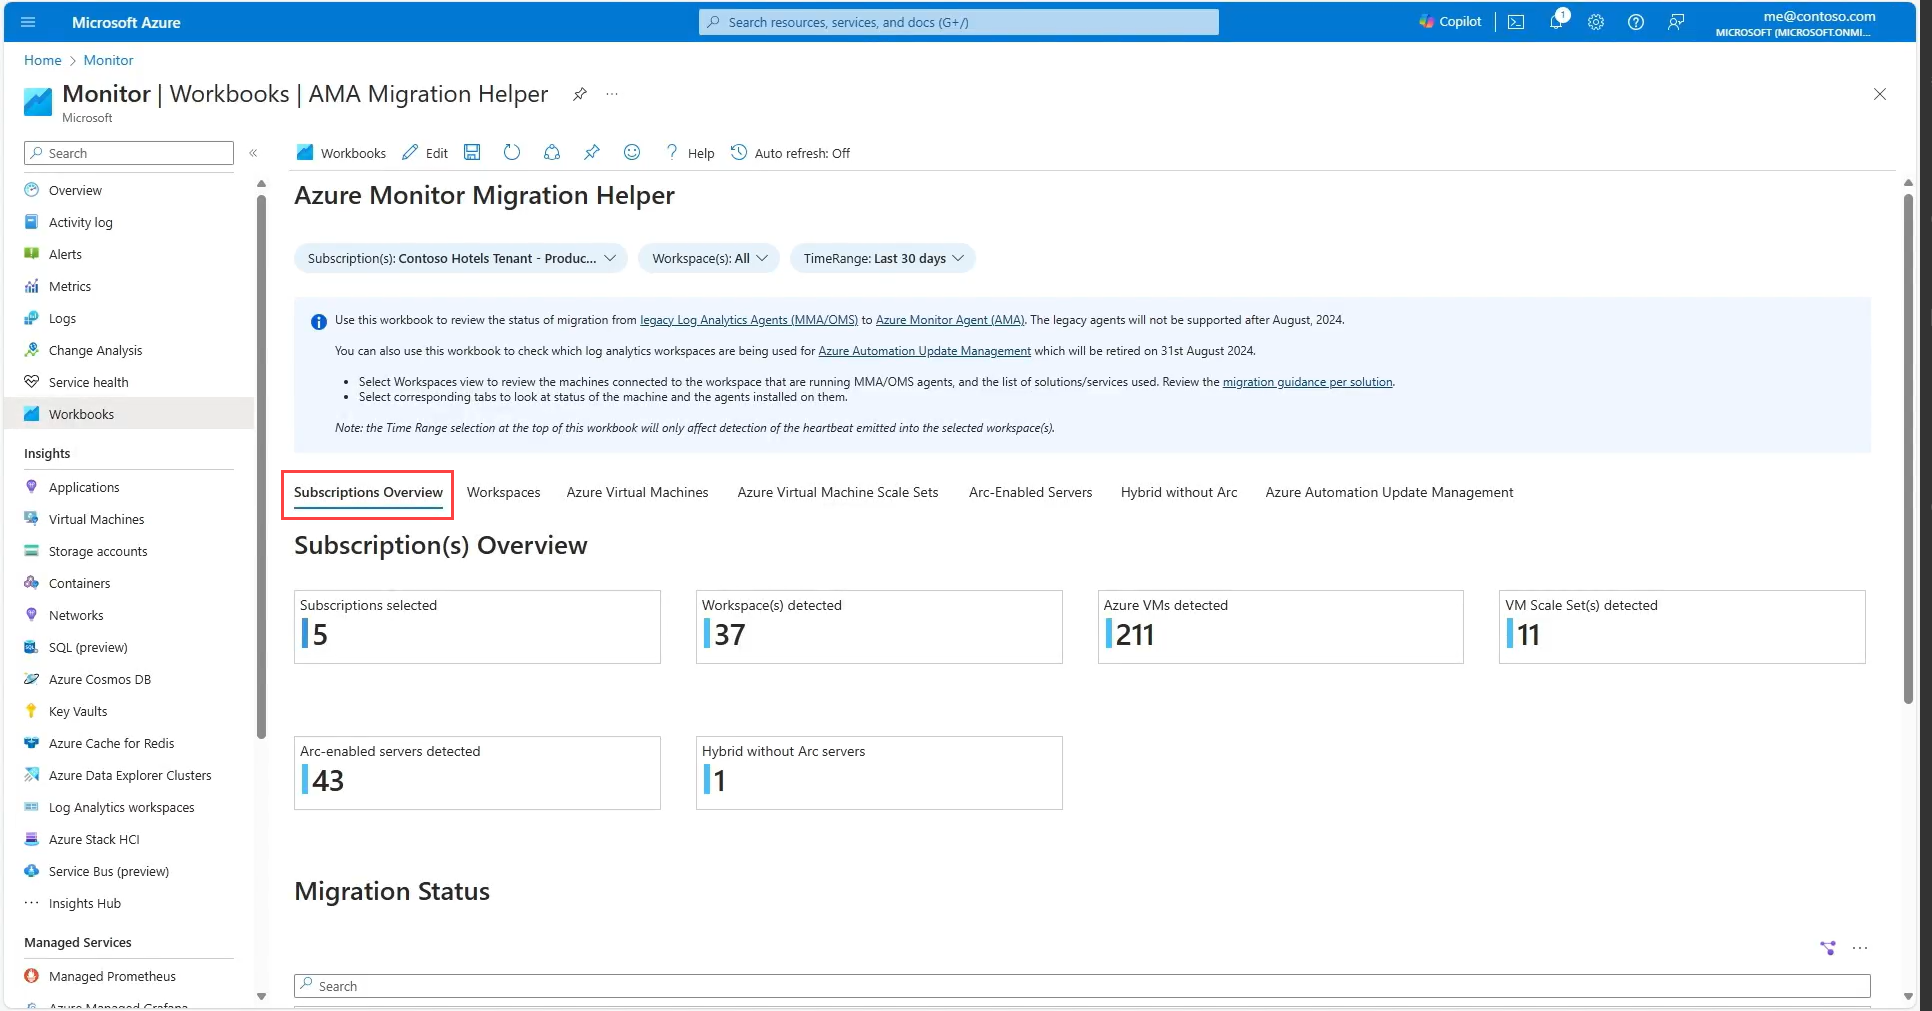 Microsoft Azure
Search resources, services, and docs (G+/)
Copilot
1
me@contoso.com
MICROSOFT (MICROSOFT.ONMI...
Home > Monitor
Monitor | Workbooks | AMA Migration Helper
Microsoft
Search
Workbooks
Edit
Help
Auto refresh: Off
Overview
Activity log
Alerts
Metrics
Logs
Change Analysis
Service health
Workbooks
Insights
Applications
Virtual Machines
Storage accounts
Containers
Networks
SQL (preview)
Azure Cosmos DB
Key Vaults
Azure Cache for Redis
Azure Data Explorer Clusters
Log Analytics workspaces
Azure Stack HCI
Service Bus (preview)
Insights Hub
Managed Services
Managed Prometheus
Azure Managed Grafana
Azure Monitor Migration Helper
Subscription(s): Contoso Hotels Tenant - Produc...
Workspace(s): All
TimeRange: Last 30 days
Use this workbook to review the status of migration from legacy Log Analytics Agents (MMA/OMS) to Azure Monitor Agent (AMA). The legacy agents will not be supported after August, 2024.
You can also use this workbook to check which log analytics workspaces are being used for Azure Automation Update Management which will be retired on 31st August 2024.
• Select Workspaces view to review the machines connected to the workspace that are running MMA/OMS agents, and the list of solutions/services used. Review the migration guidance per solution.
• Select corresponding tabs to look at status of the machine and the agents installed on them.
Note: the Time Range selection at the top of this workbook will only affect detection of the heartbeat emitted into the selected workspace(s).
Subscriptions Overview
Workspaces
Azure Virtual Machines
Azure Virtual Machine Scale Sets
Arc-Enabled Servers
Hybrid without Arc
Azure Automation Update Management
Subscription(s) Overview
Subscriptions selected
5
Workspace(s) detected
37
Azure VMs detected
211
VM Scale Set(s) detected
11
Arc-enabled servers detected
43
Hybrid without Arc servers
1
Migration Status
Search